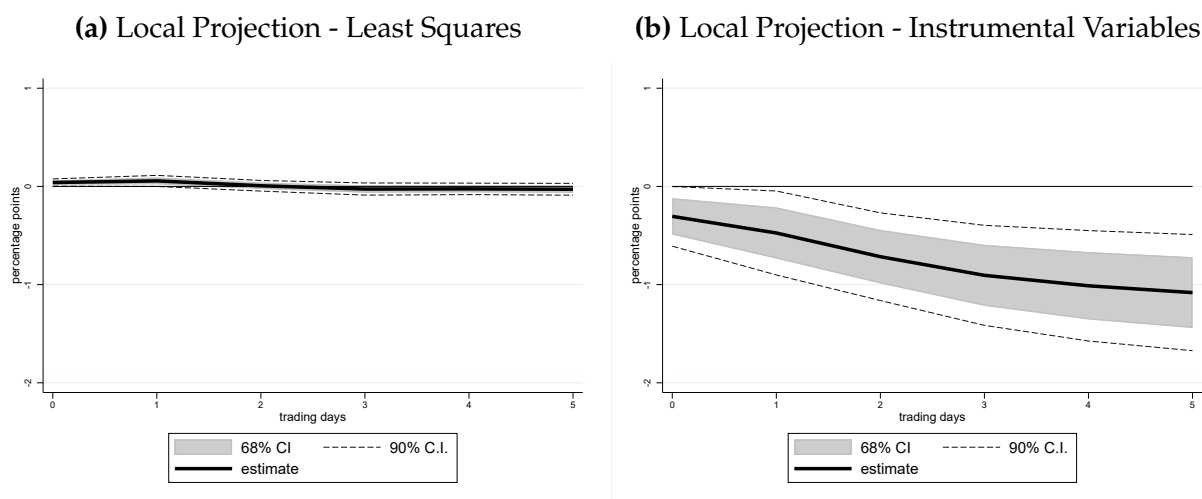 (a) Local Projection - Least Squares
1
0
-1
-2
percentage points
0 1 2 3 4 5
trading days
68% CI 90% C.I.
estimate
(b) Local Projection - Instrumental Variables
1
0
-1
-2
percentage points
0 1 2 3 4 5
trading days
68% CI 90% C.I.
estimate